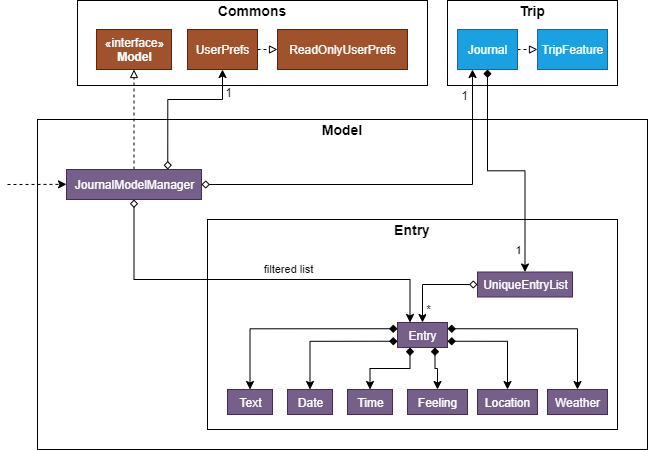 Commons
Trip
«interface»
Model
UserPrefs
ReadOnlyUserPrefs
Journal
TripFeature
1
1
Model
JournalModelManager
Entry
1
filtered list
UniqueEntryList
*
Entry
Text
Date
Time
Feeling
Location
Weather